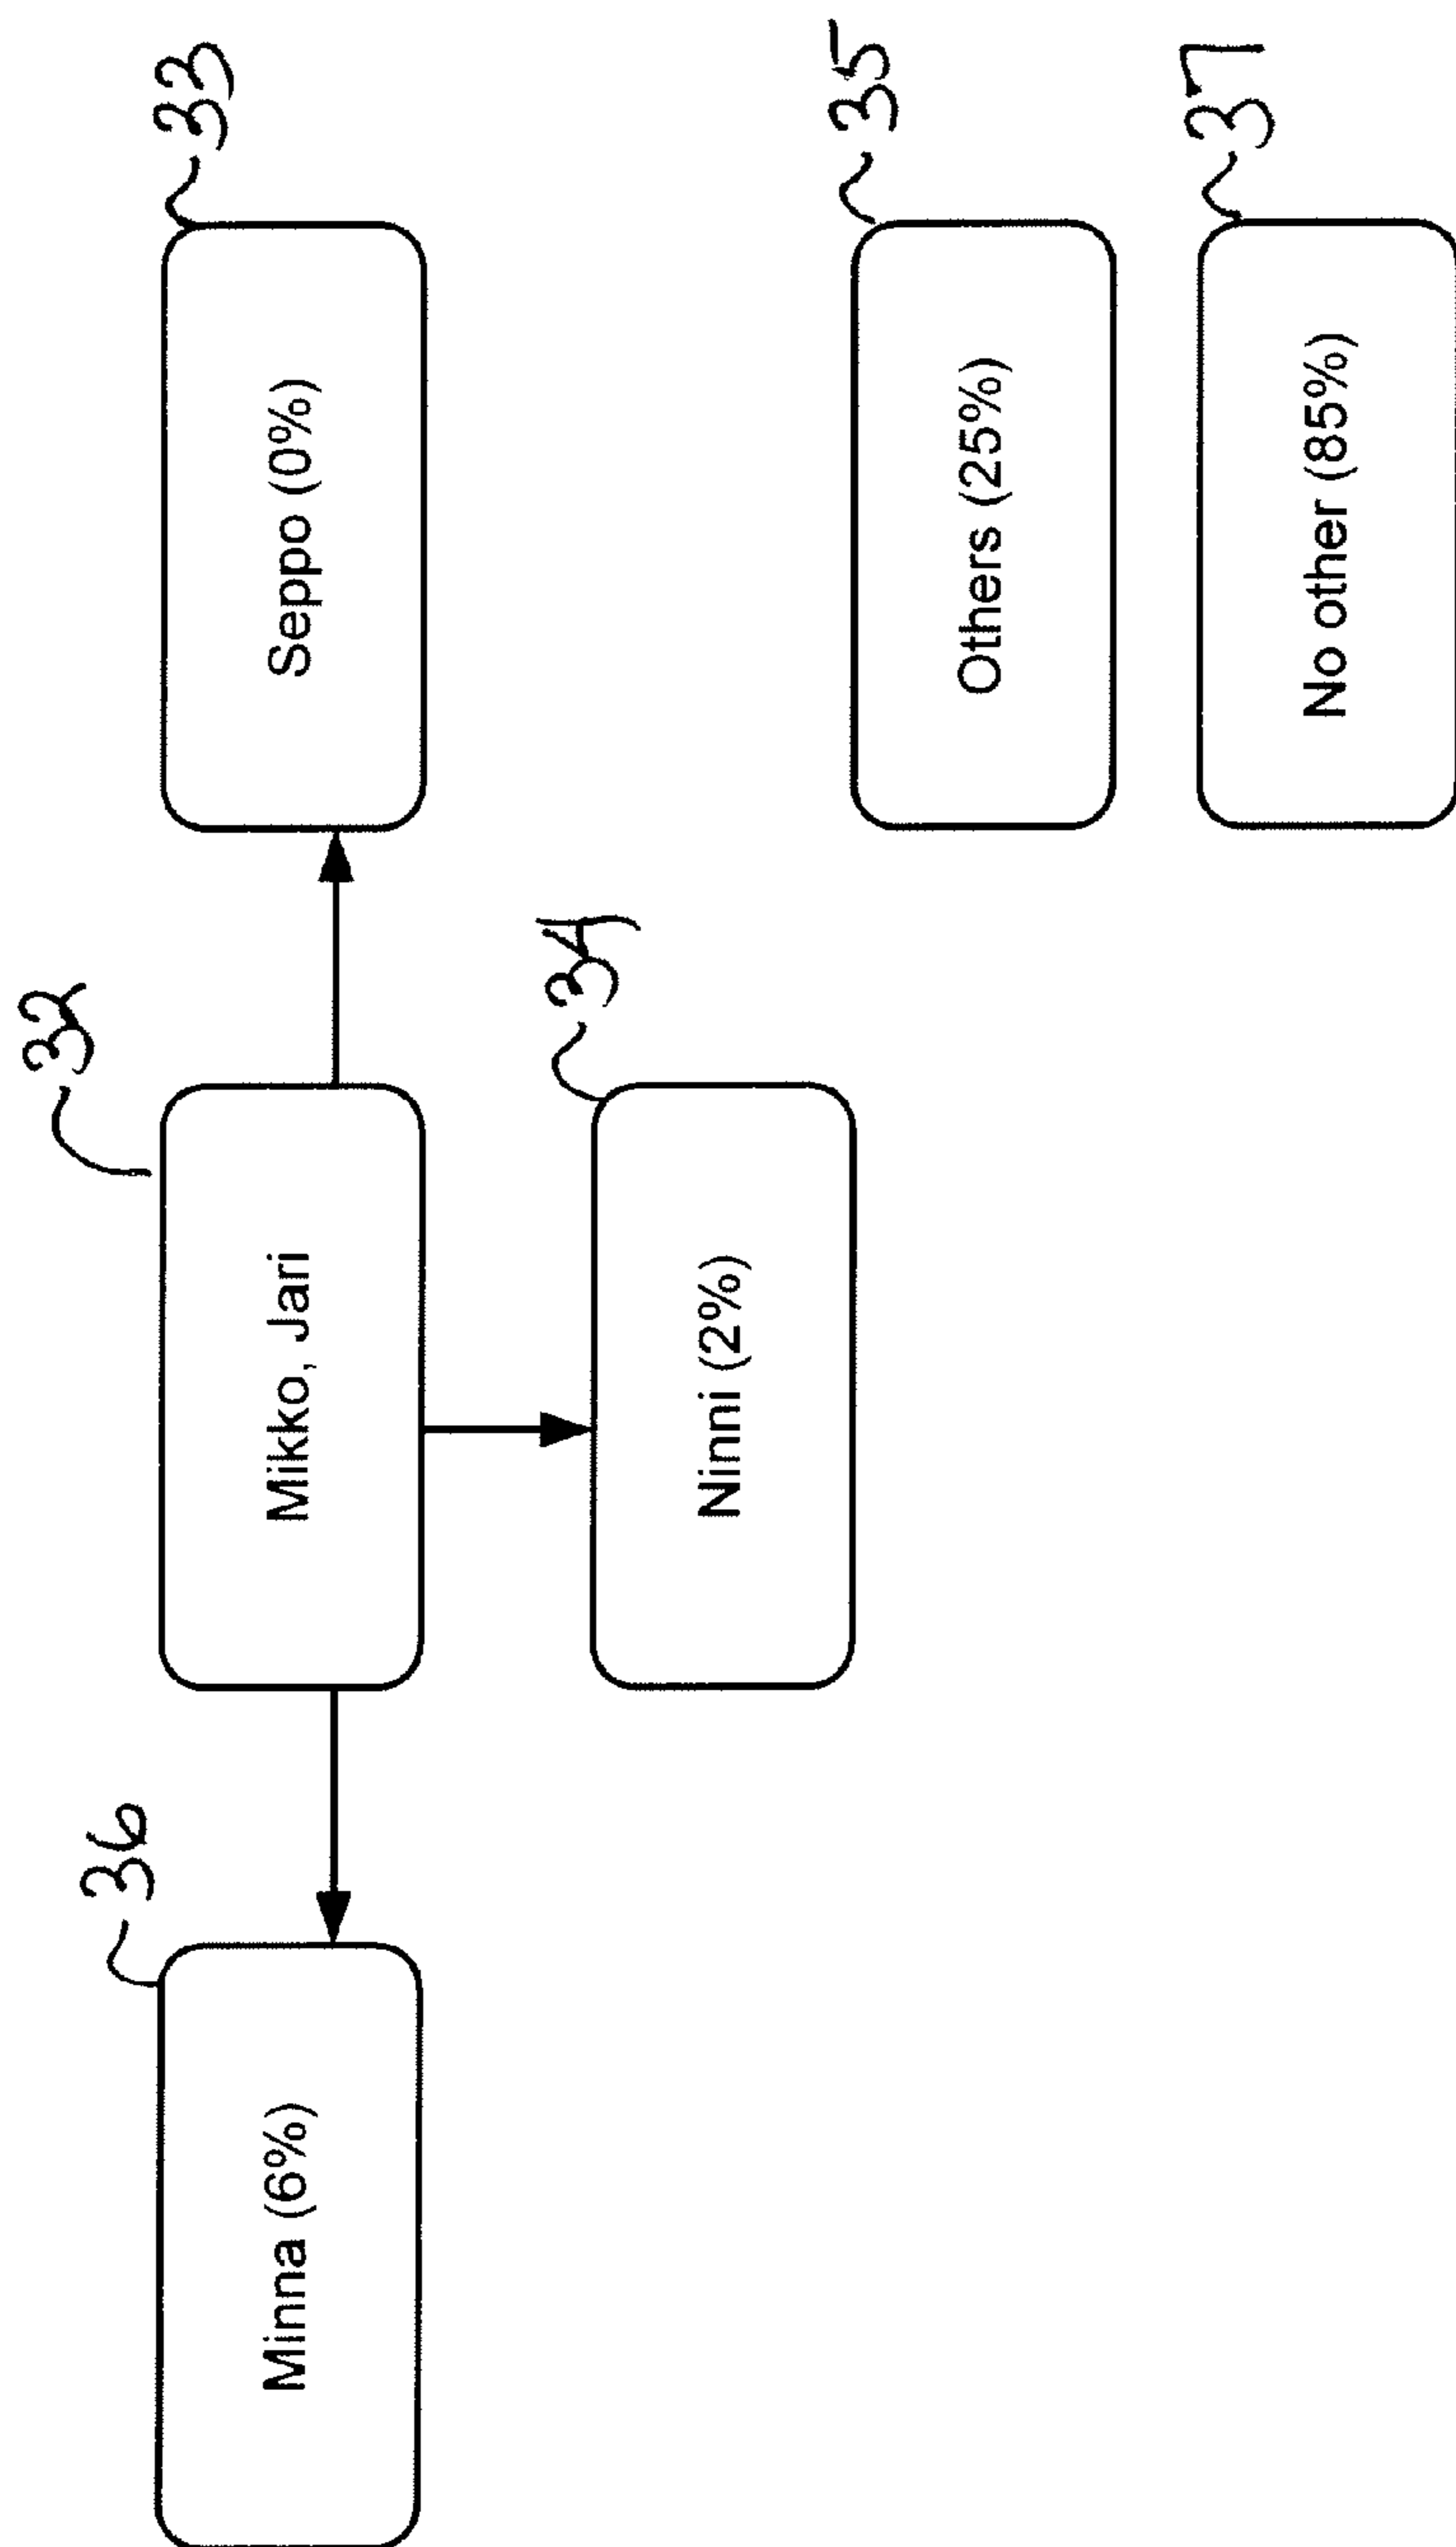 36
32
33
Minna (6%)
Mikko, Jari
Seppo (0%)
34
Ninni (2%)
35
Others (25%)
37
No other (85%)